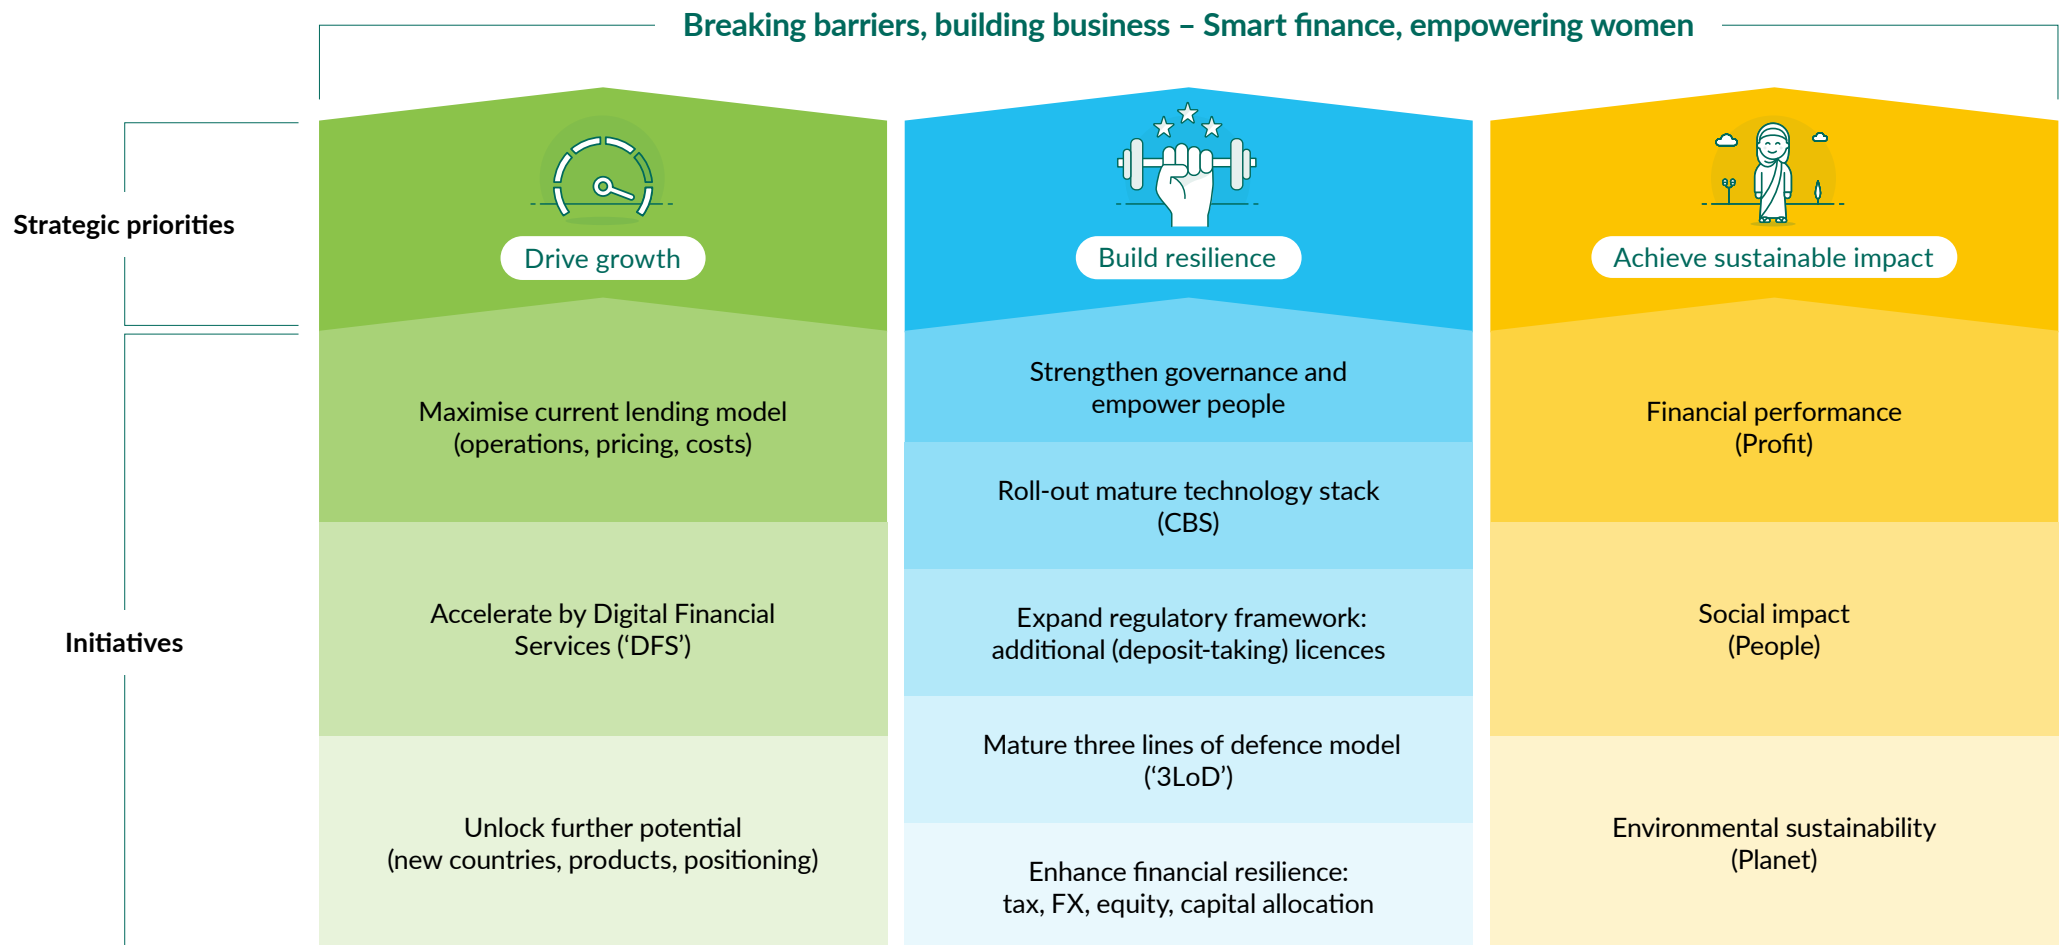 Breaking barriers, building business – Smart finance, empowering women
Strategic priorities
Drive growth
Build resilience
Achieve sustainable impact
Initiatives
Maximise current lending model
(operations, pricing, costs)
Accelerate by Digital Financial
Services (‘DFS’)
Unlock further potential
(new countries, products, positioning)
Strengthen governance and
empower people
Roll-out mature technology stack
(CBS)
Expand regulatory framework:
additional (deposit-taking) licences
Mature three lines of defence model
(‘3LoD’)
Enhance financial resilience:
tax, FX, equity, capital allocation
Financial performance
(Profit)
Social impact
(People)
Environmental sustainability
(Planet)